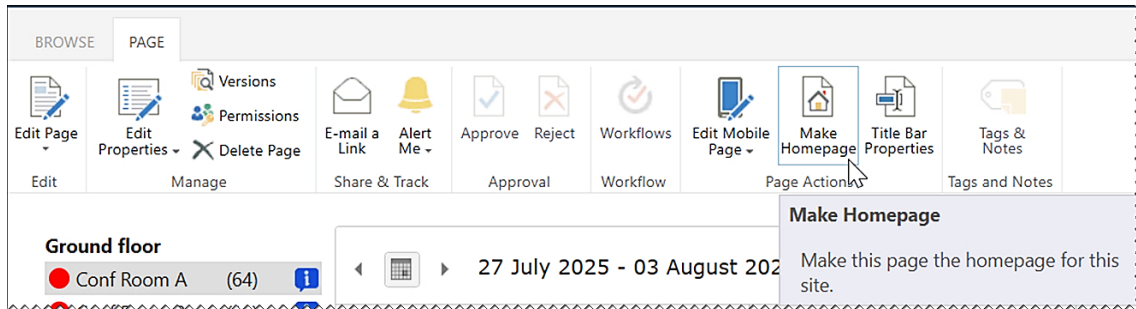 BROWSE PAGE
Edit Page
Edit
Properties
Versions
Permissions
Delete Page
E-mail a
Link
Alert
Me
Approve
Reject
Workflows
Edit Mobile
Page
Make
Homepage
Title Bar
Properties
Tags &
Notes
Edit
Manage
Share & Track
Approval
Workflow
Page Actions
Tags and Notes
Make Homepage
Make this page the homepage for this
site.
Ground floor
Conf Room A (64)
27 July 2025 - 03 August